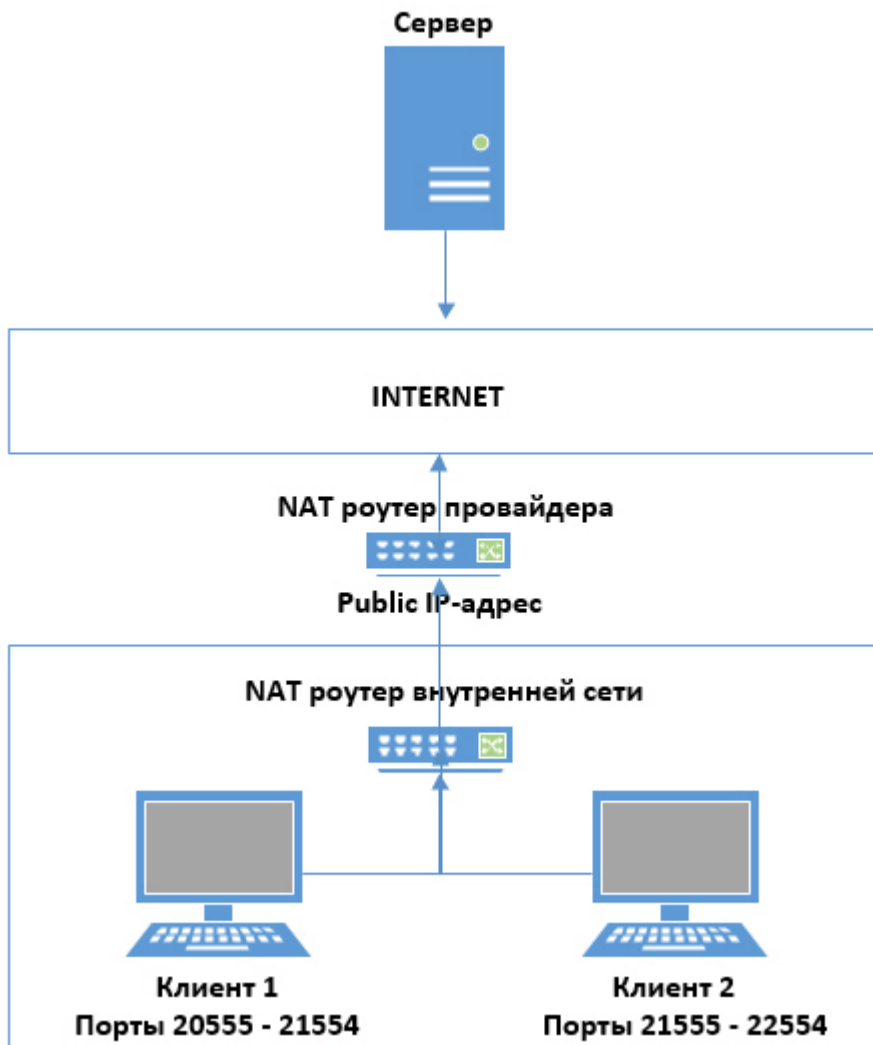 Сервер
INTERNET
NAT роутер провайдера
Public IP-адрес
NAT роутер внутренней сети
Клиент 1
Порты 20555 - 21554
Клиент 2
Порты 21555 - 22554